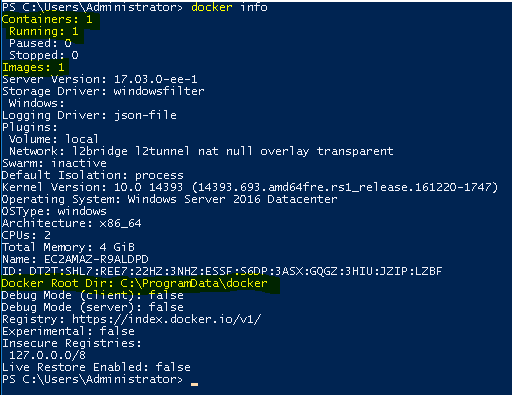 PS C:\Users\Administrator> docker info
Containers: 1
 Running: 1
 Paused: 0
 Stopped: 0
Images: 1
Server Version: 17.03.0-ee-1
Storage Driver: windowsfilter
 Windows:
Logging Driver: json-file
Plugins:
 Volume: local
 Network: l2bridge l2tunnel nat null overlay transparent
Swarm: inactive
Default Isolation: process
Kernel Version: 10.0 14393 (14393.693.amd64fre.rs1_release.161220-1747)
Operating System: Windows Server 2016 Datacenter
OSType: windows
Architecture: x86_64
CPUs: 2
Total Memory: 4 GiB
Name: EC2AMAZ-R9ALDPD
ID: DT2T:SHL7:REE7:22HZ:3NHZ:ESSF:S6DP:3ASX:GQGZ:3HIU:JZIP:LZBF
Docker Root Dir: C:\ProgramData\docker
Debug Mode (client): false
Debug Mode (server): false
Registry: https://index.docker.io/v1/
Experimental: false
Insecure Registries:
 127.0.0.0/8
Live Restore Enabled: false
PS C:\Users\Administrator> _